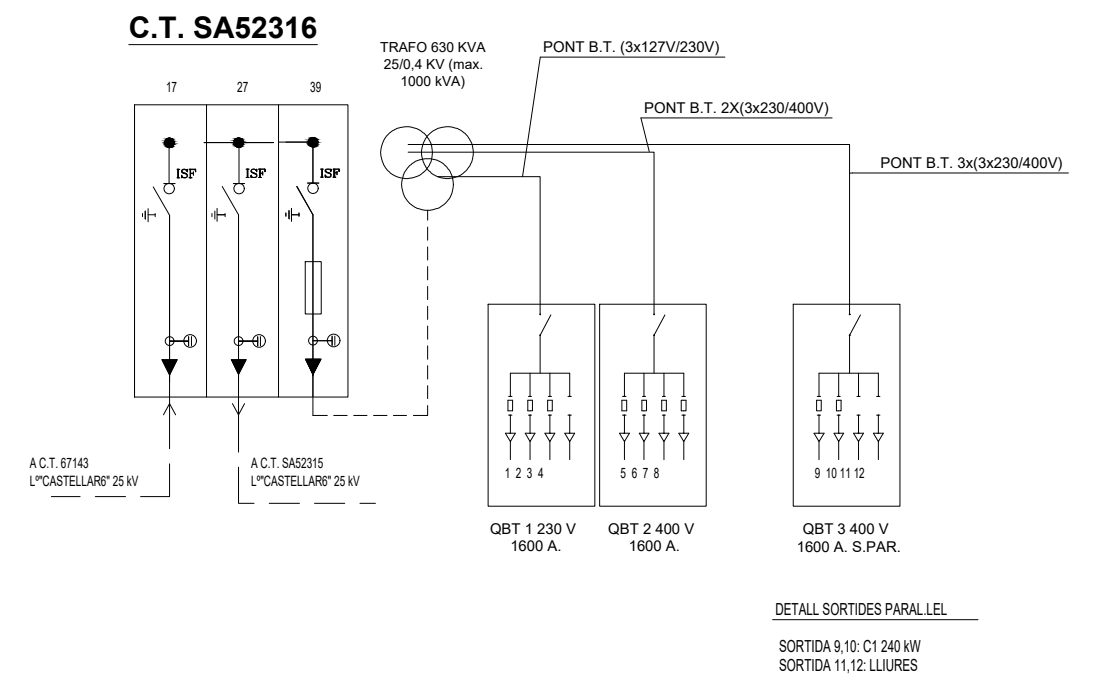 C.T. SA52316
TRAFO 630 KVA
25/0,4 KV (max.
1000 kVA)
PONT B.T. (3x127V/230V)
PONT B.T. 2X(3x230/400V)
PONT B.T. 3x(3x230/400V)
17 27 39
ISF ISF ISF
A C.T. 67143
Lº"CASTELLAR6" 25 kV
A C.T. SA52315
Lº"CASTELLAR6" 25 kV
1 2 3 4
5 6 7 8
9 10 11 12
QBT 1 230 V
1600 A.
QBT 2 400 V
1600 A.
QBT 3 400 V
1600 A. S.PAR.
DETALL SORTIDES PARAL.LEL
SORTIDA 9,10: C1 240 kW
SORTIDA 11,12: LLIURES